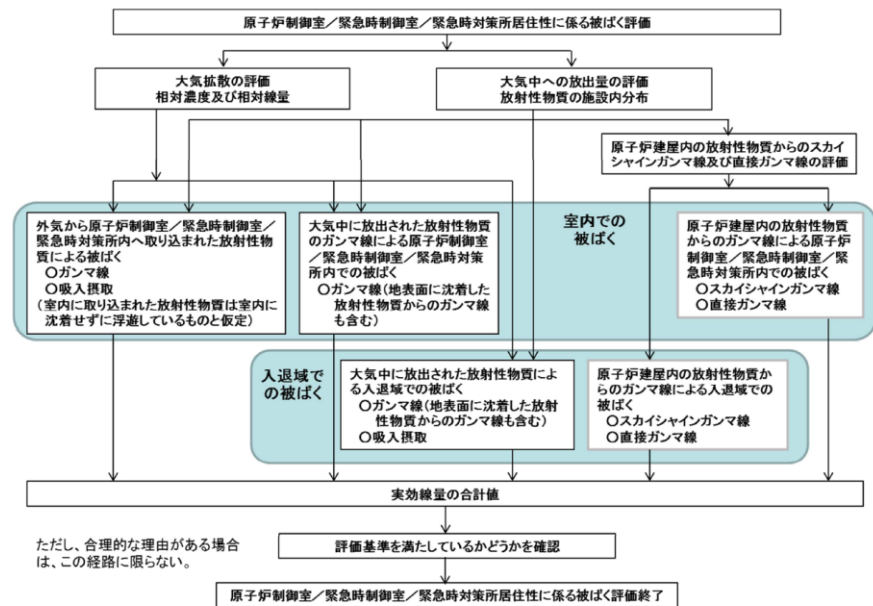 原子炉制御室／緊急時制御室／緊急時対策所居住性に係る被ばく評価
大気拡散の評価
相対濃度及び相対線量
大気中への放出量の評価
放射性物質の施設内分布
原子炉建屋内の放射性物質からのスカイ
シャインガンマ線及び直接ガンマ線の評価
室内での
被ばく
外気から原子炉制御室／緊急時制御室／
緊急時対策所内へ取り込まれた放射性物
質による被ばく
○ガンマ線
○吸入摂取
（室内に取り込まれた放射性物質は室内に
沈着せずに浮遊しているものと仮定）
大気中に放出された放射性物質
のガンマ線による原子炉制御室
／緊急時制御室／緊急時対策
所内での被ばく
○ガンマ線（地表面に沈着した
放射性物質からのガンマ線
も含む）
原子炉建屋内の放射性物質
からのガンマ線による原子炉
制御室／緊急時制御室／緊
急時対策所内での被ばく
○スカイシャインガンマ線
○直接ガンマ線
入退域で
の被ばく
大気中に放出された放射性物質によ
る入退域での被ばく
○ガンマ線（地表面に沈着した放射
性物質からのガンマ線も含む）
○吸入摂取
原子炉建屋内の放射性物質か
らのガンマ線による入退域での
被ばく
○スカイシャインガンマ線
○直接ガンマ線
実効線量の合計値
ただし、合理的な理由がある場合
は、この経路に限らない。
評価基準を満たしているかどうかを確認
原子炉制御室／緊急時制御室／緊急時対策所居住性に係る被ばく評価終了